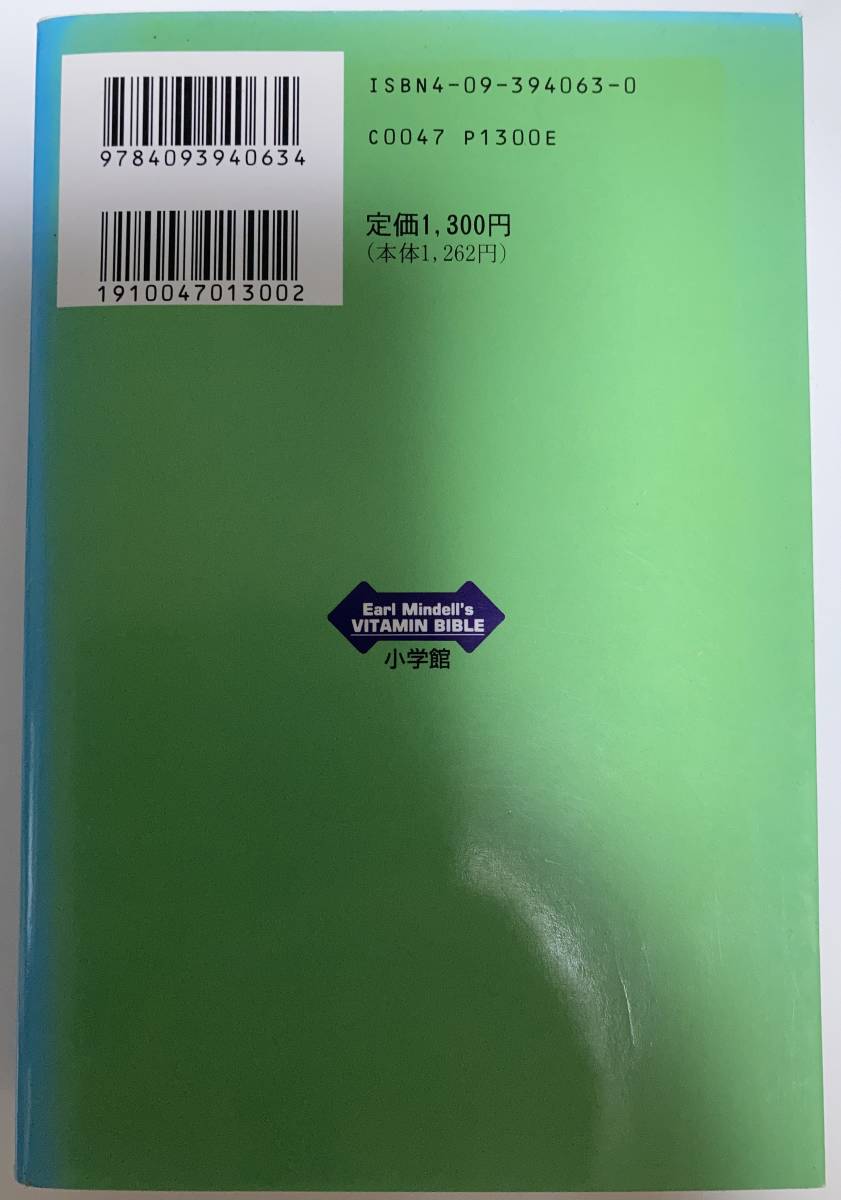 ISBN4-09-394063-0
9784093940634
C0047 P1300E
定価1,300円
(本体1,262円)
1910047013002
Earl Mindell's
VITAMIN BIBLE
小学館